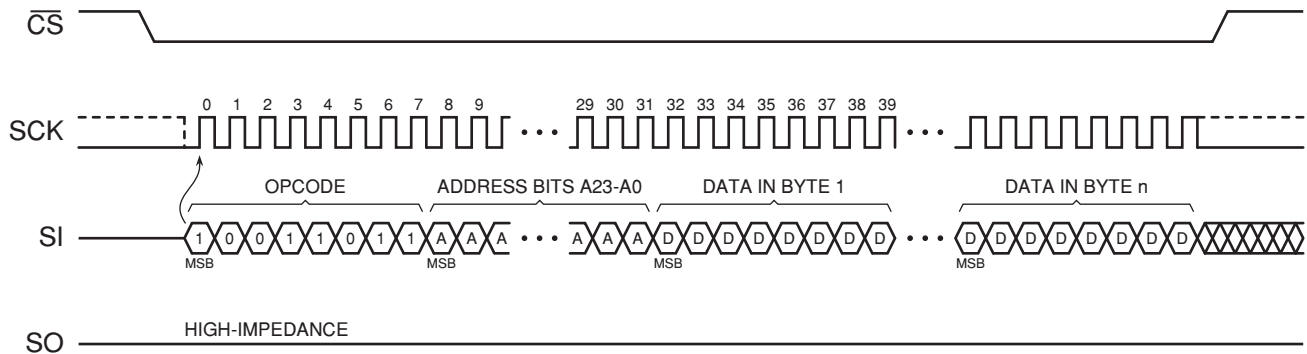 CS
0 1 2 3 4 5 6 7 8 9 29 30 31 32 33 34 35 36 37 38 39
SCK
OPCODE ADDRESS BITS A23-A0 DATA IN BYTE 1 DATA IN BYTE n
SI 1 0 0 1 1 0 1 1 A A A A A A D D D D D D D D D D D D D D D D
MSB MSB MSB MSB
HIGH-IMPEDANCE
SO